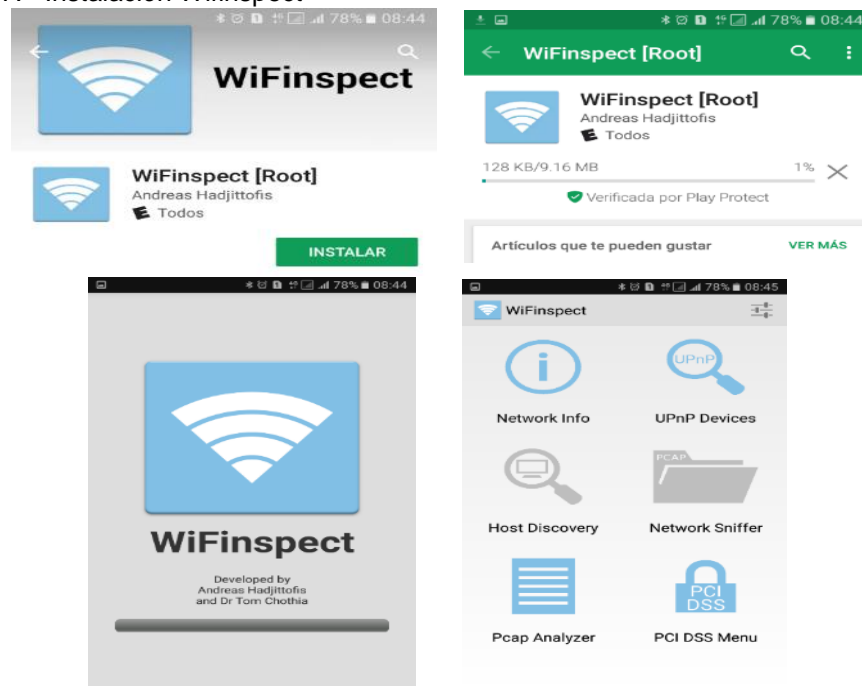 Instalación Wifinspect
78% 08:44
WiFinspect
WiFinspect [Root]
Andreas Hadjittofis
Todos
INSTALAR
78% 08:44
WiFinspect [Root]
WiFinspect [Root]
Andreas Hadjittofis
Todos
128 KB/9.16 MB 1%
Verificada por Play Protect
Artículos que te pueden gustar VER MÁS
78% 08:44
WiFinspect
Developed by
Andreas Hadjittofis
and Dr Tom Chothia
78% 08:45
WiFinspect
UPnP
Network Info UPnP Devices
PCAP
Host Discovery Network Sniffer
PCI
DSS
Pcap Analyzer PCI DSS Menu